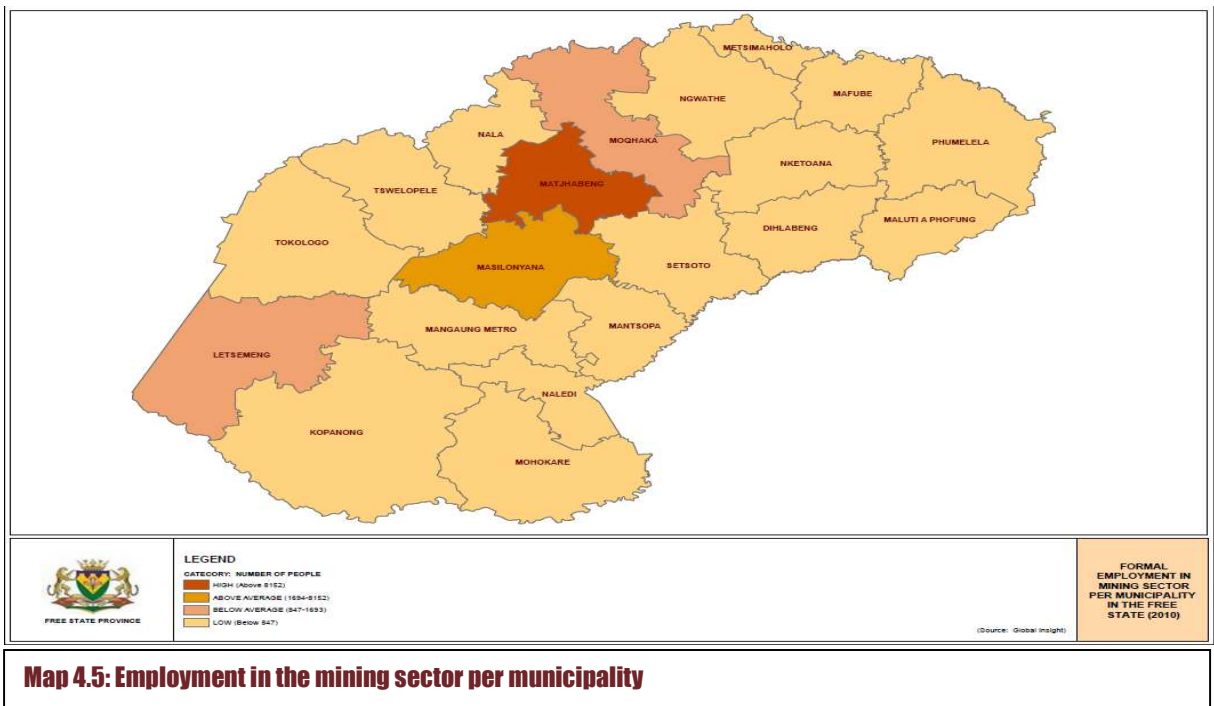 METSIMAHOLO
NGWATHE
MAFUBE
NALA
MOQHAKA
PHUMELELA
NKETOANA
MATJHABENG
TSWELOPELE
MALUTI A PHOFUNG
DIHLABENG
TOKOLOGO
SETSOTO
MASILONYANA
MANGAUNG METRO
MANTSOPA
LETSEMENG
NALEDI
KOPANONG
MOHOKARE
FREE STATE PROVINCE
LEGEND
CATEGORY: NUMBER OF PEOPLE
HIGH (Above 8152)
ABOVE AVERAGE (1694-8152)
BELOW AVERAGE (847-1693)
LOW (Below 847)
(Source: Global Insight)
FORMAL
EMPLOYMENT IN
MINING SECTOR
PER MUNICIPALITY
IN THE FREE
STATE (2010)
Map 4.5: Employment in the mining sector per municipality